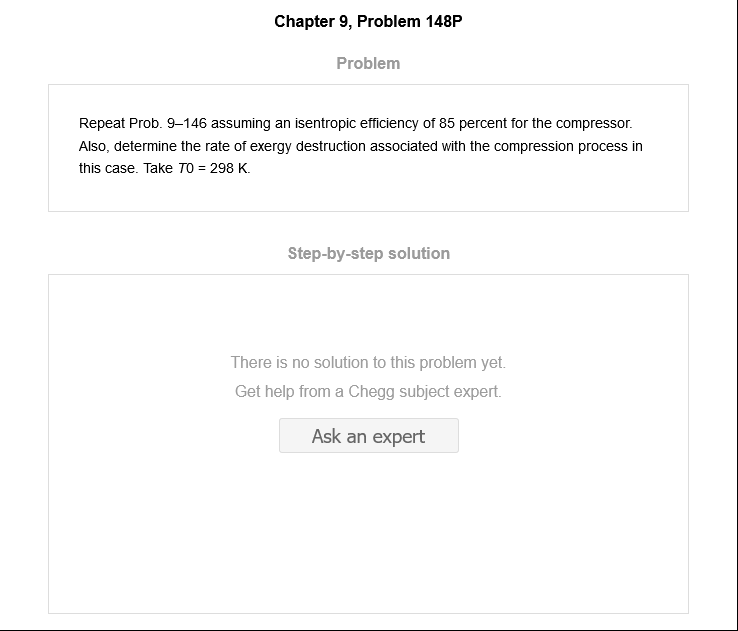 Chapter 9, Problem 148P
Problem
Repeat Prob. 9–146 assuming an isentropic efficiency of 85 percent for the compressor.
Also, determine the rate of exergy destruction associated with the compression process in
this case. Take T0 = 298 K.
Step-by-step solution
There is no solution to this problem yet.
Get help from a Chegg subject expert.
Ask an expert